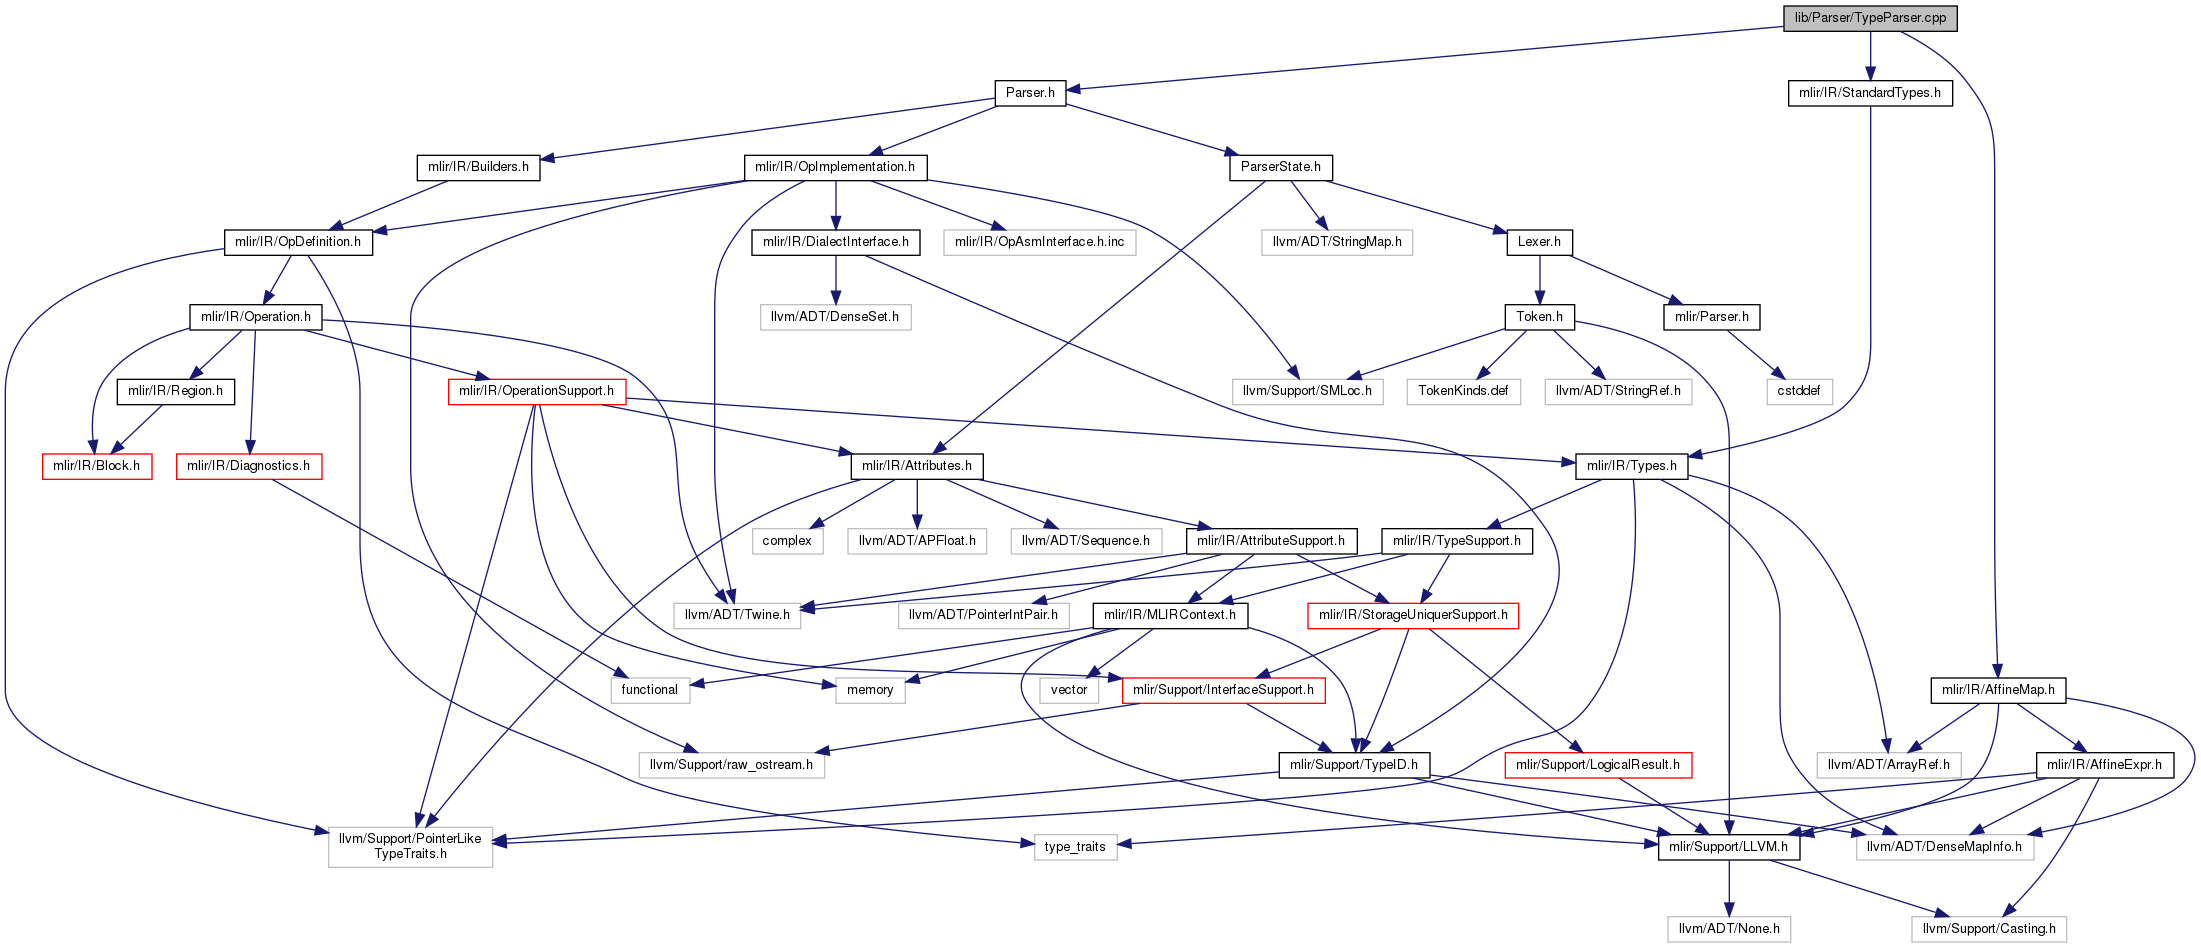 lib/Parser/TypeParser.cpp
Parser.h
mlir/IR/StandardTypes.h
mlir/IR/Builders.h
mlir/IR/OpImplementation.h
ParserState.h
mlir/IR/OpDefinition.h
mlir/IR/DialectInterface.h
mlir/IR/OpAsmInterface.h.inc
llvm/ADT/StringMap.h
Lexer.h
mlir/IR/Operation.h
llvm/ADT/DenseSet.h
Token.h
mlir/Parser.h
mlir/IR/Region.h
mlir/IR/OperationSupport.h
llvm/Support/SMLoc.h
TokenKinds.def
llvm/ADT/StringRef.h
cstddef
mlir/IR/Block.h
mlir/IR/Diagnostics.h
mlir/IR/Attributes.h
mlir/IR/Types.h
complex
llvm/ADT/APFloat.h
llvm/ADT/Sequence.h
mlir/IR/AttributeSupport.h
mlir/IR/TypeSupport.h
llvm/ADT/Twine.h
llvm/ADT/PointerIntPair.h
mlir/IR/MLIRContext.h
mlir/IR/StorageUniquerSupport.h
functional
memory
vector
mlir/Support/InterfaceSupport.h
mlir/IR/AffineMap.h
llvm/Support/raw_ostream.h
mlir/Support/TypeID.h
mlir/Support/LogicalResult.h
llvm/ADT/ArrayRef.h
mlir/IR/AffineExpr.h
llvm/Support/PointerLike
TypeTraits.h
type_traits
mlir/Support/LLVM.h
llvm/ADT/DenseMapInfo.h
llvm/ADT/None.h
llvm/Support/Casting.h